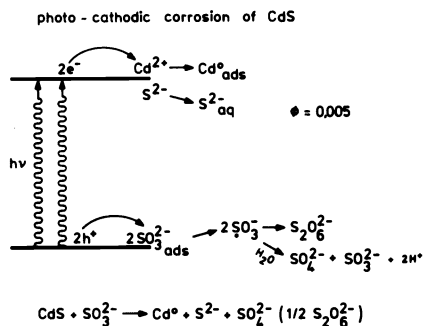 photo - cathodic corrosion of CdS
2e⁻ Cd²⁺ → Cd°ads
S²⁻ → S²⁻aq ɸ = 0,005
hν
2h⁺ 2SO₃²⁻ads → 2ṢO₃⁻ → S₂O₆²⁻
H₂O SO₄²⁻ + SO₃²⁻ + 2H⁺
CdS + SO₃²⁻ → Cd° + S²⁻ + SO₄²⁻ (1/2 S₂O₆²⁻)